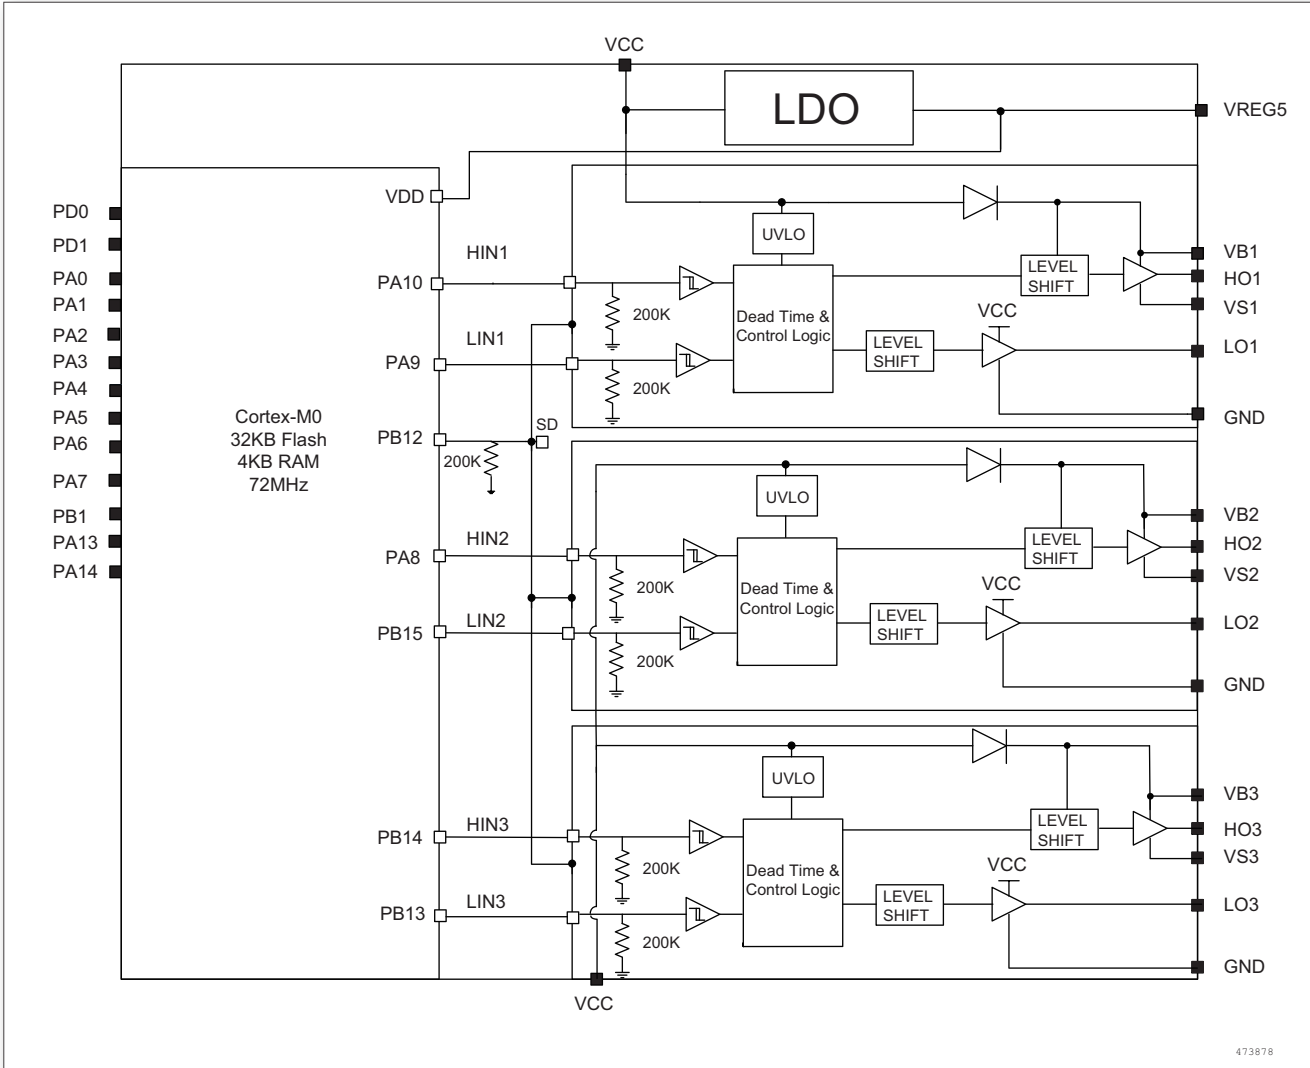 VCC
LDO
VREG5
VDD
PD0
PD1
PA0
PA1
PA2
PA3
PA4
PA5
PA6
PA7
PB1
PA13
PA14
Cortex-M0
32KB Flash
4KB RAM
72MHz
PA10
PA9
PB12
PA8
PB15
PB14
PB13
HIN1
LIN1
SD
200K
HIN2
LIN2
HIN3
LIN3
UVLO
200K
200K
Dead Time &
Control Logic
LEVEL
SHIFT
LEVEL
SHIFT
VCC
VB1
HO1
VS1
LO1
GND
UVLO
200K
200K
Dead Time &
Control Logic
LEVEL
SHIFT
LEVEL
SHIFT
VCC
VB2
HO2
VS2
LO2
GND
UVLO
200K
200K
Dead Time &
Control Logic
LEVEL
SHIFT
LEVEL
SHIFT
VCC
VB3
HO3
VS3
LO3
GND
VCC
473878